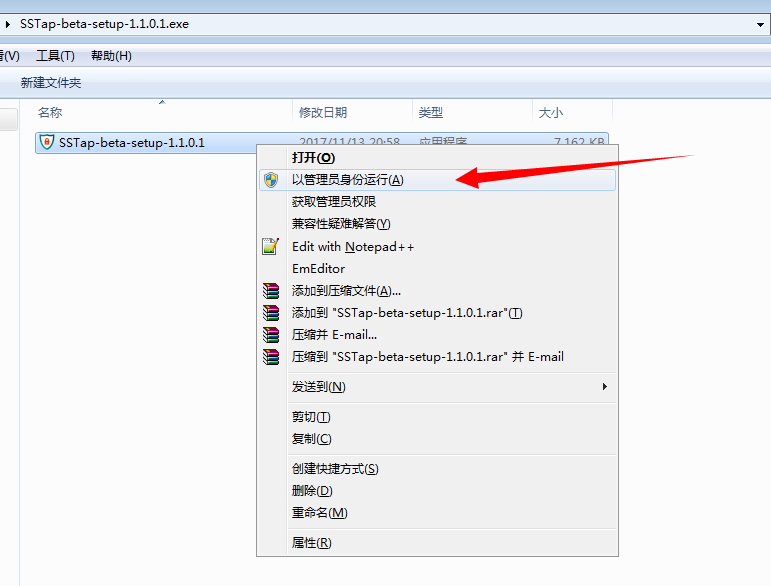 SSTap-beta-setup-1.1.0.1.exe
(V) 工具(T) 帮助(H)
新建文件夹
名称 修改日期 类型 大小
SSTap-beta-setup-1.1.0.1 2017/11/13 20:58 应用程序 7,162 KB
打开(O)
以管理员身份运行(A)
获取管理员权限
兼容性疑难解答(Y)
Edit with Notepad++
EmEditor
添加到压缩文件(A)...
添加到 "SSTap-beta-setup-1.1.0.1.rar"(T)
压缩并 E-mail...
压缩到 "SSTap-beta-setup-1.1.0.1.rar" 并 E-mail
发送到(N)
剪切(T)
复制(C)
创建快捷方式(S)
删除(D)
重命名(M)
属性(R)